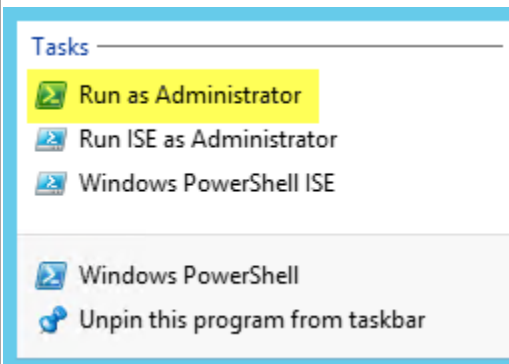 Tasks
Run as Administrator
Run ISE as Administrator
Windows PowerShell ISE
Windows PowerShell
Unpin this program from taskbar